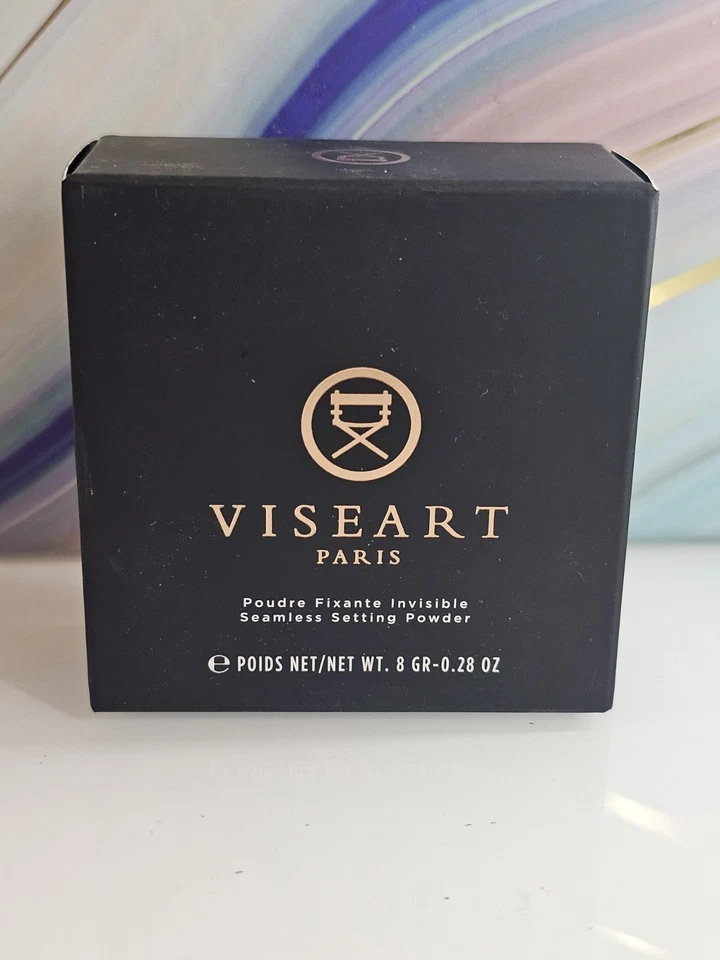 VISEART
PARIS
Poudre Fixante Invisible
Seamless Setting Powder
℮ POIDS NET/NET WT. 8 GR-0.28 OZ